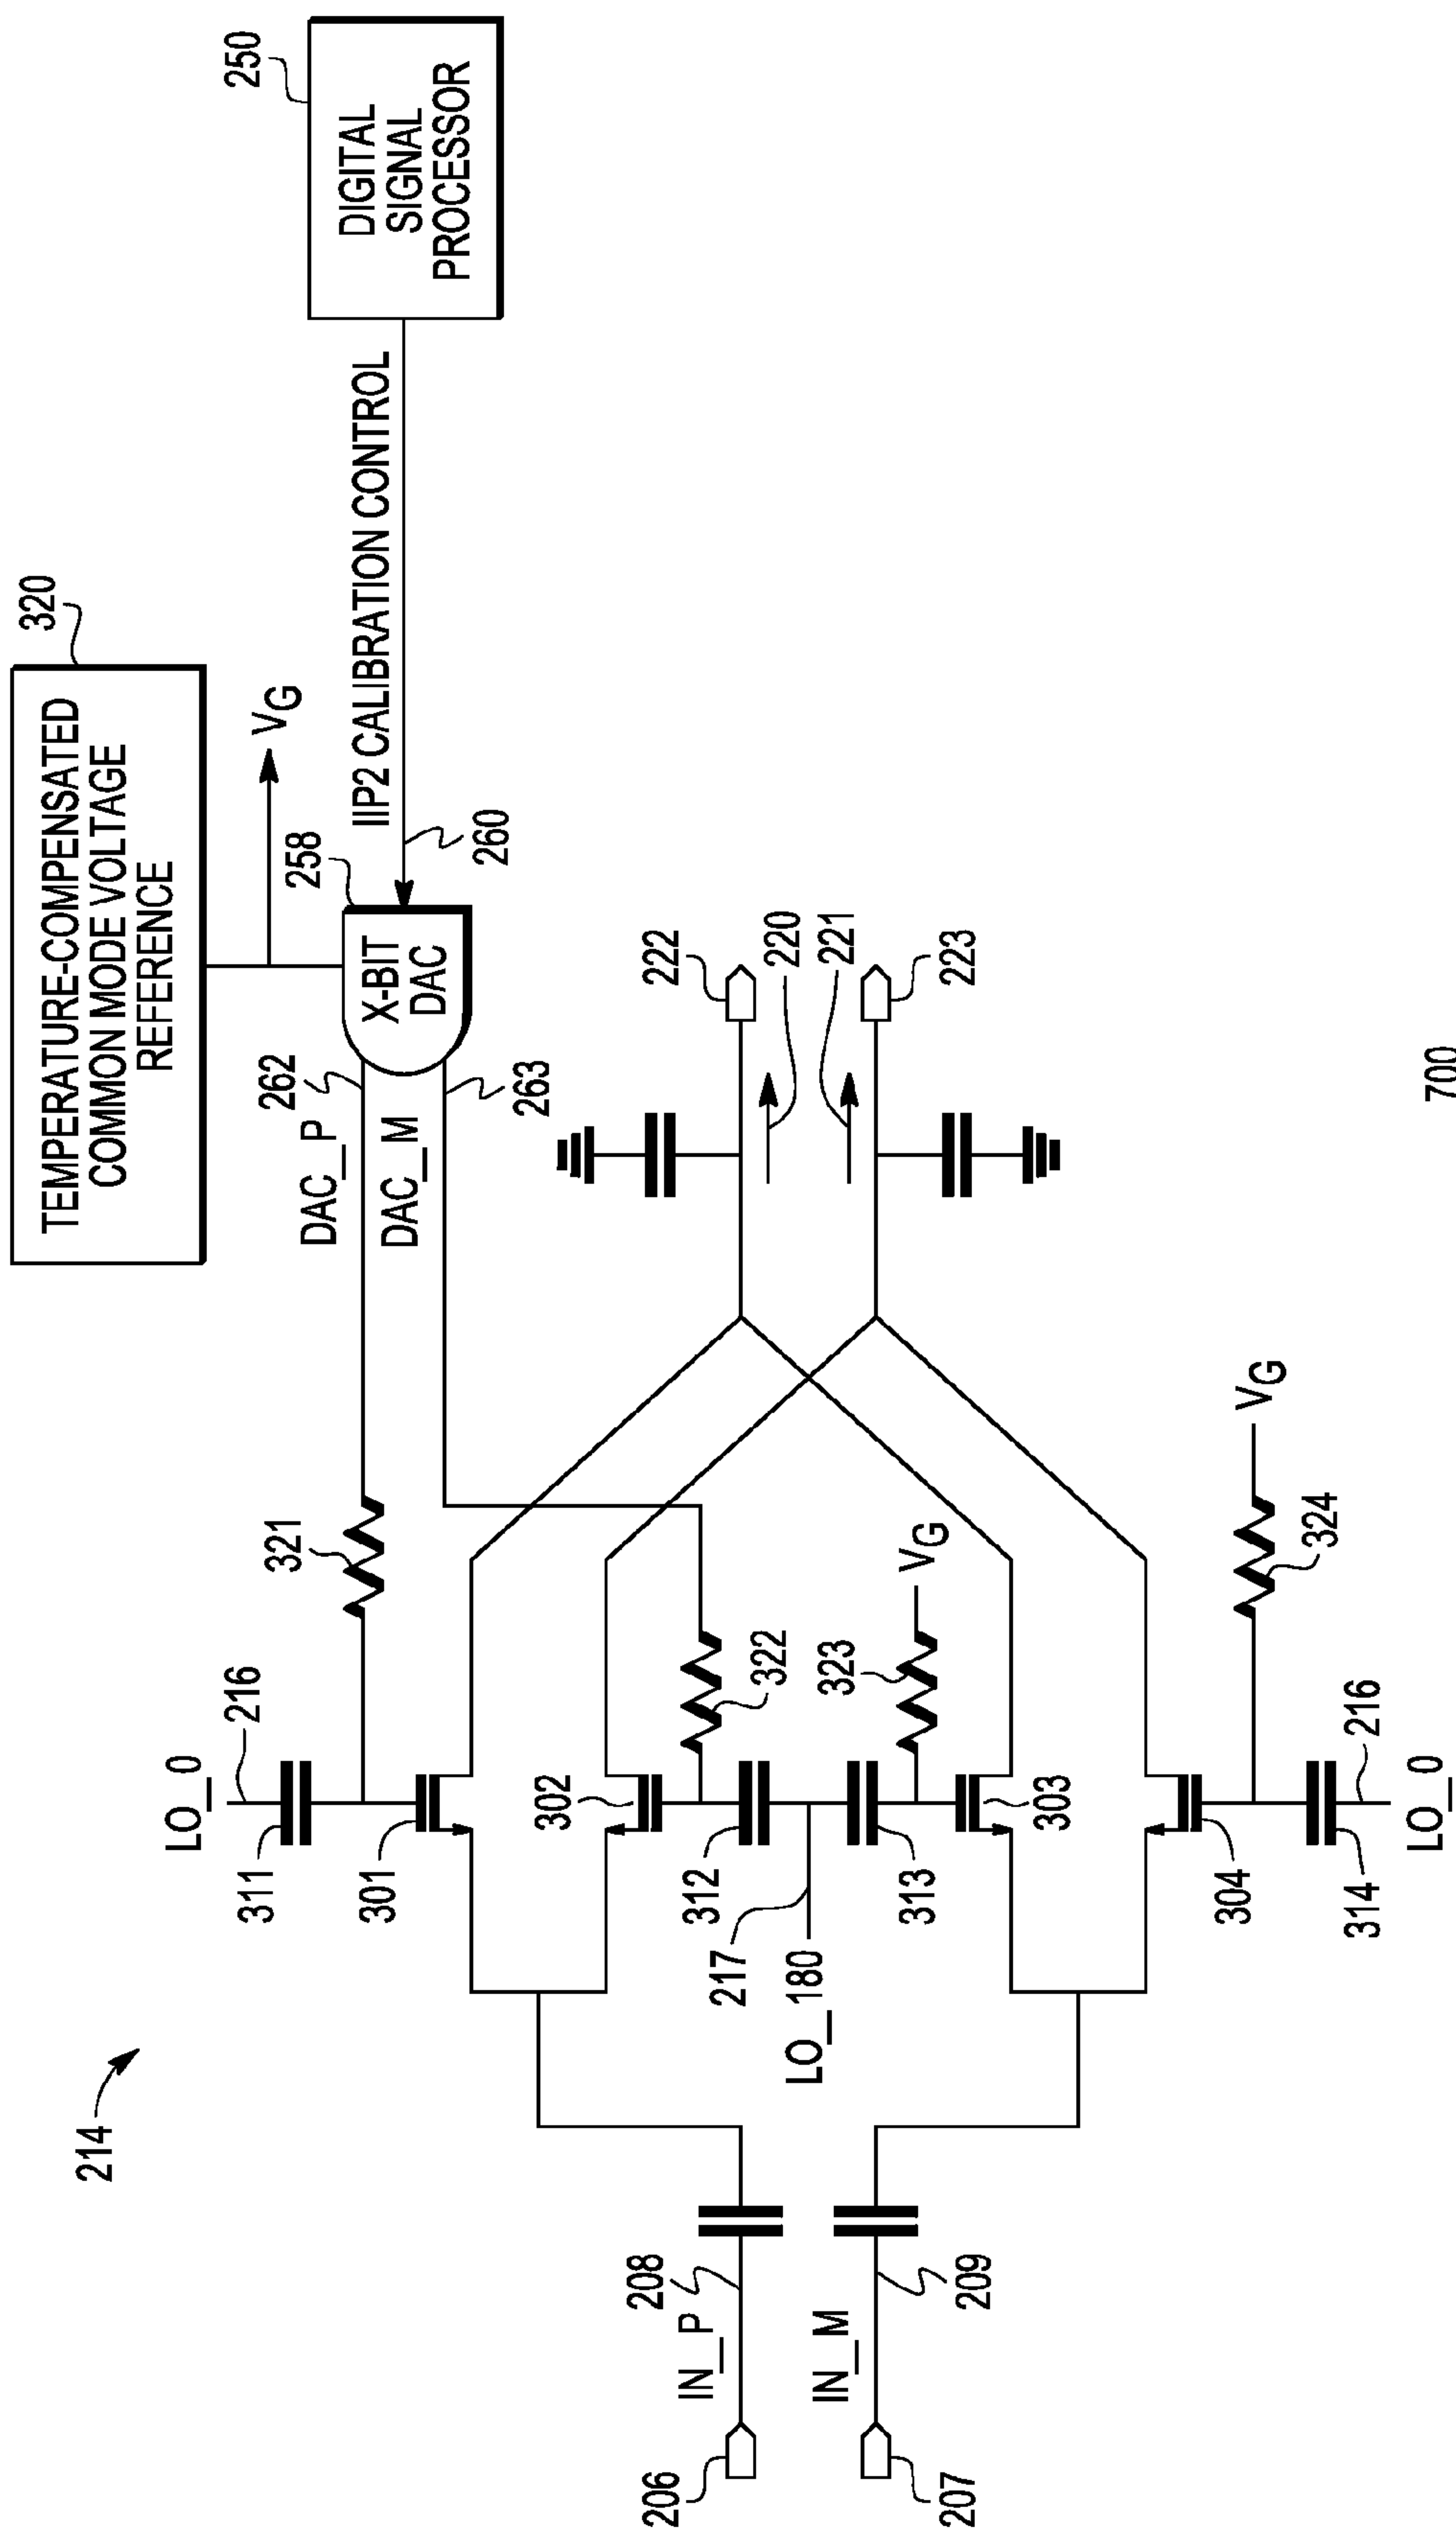 214
TEMPERATURE-COMPENSATED
COMMON MODE VOLTAGE
REFERENCE
320
VG
250
DIGITAL
SIGNAL
PROCESSOR
IIP2 CALIBRATION CONTROL
260
258
X-BIT
DAC
262
DAC_P
DAC_M
263
LO_0
216
311
321
301
302
322
312
217
LO_180
313
323
VG
303
304
VG
324
314
216
LO_0
206
IN_P
208
IN_M
207
209
222
220
221
223
700